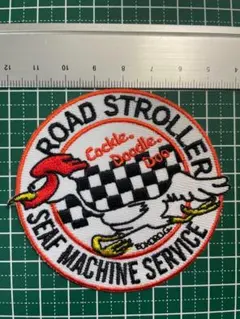 ROAD STROLLER
Cockle.
Doodle.
Doo
SEAF MACHINE SERVICE